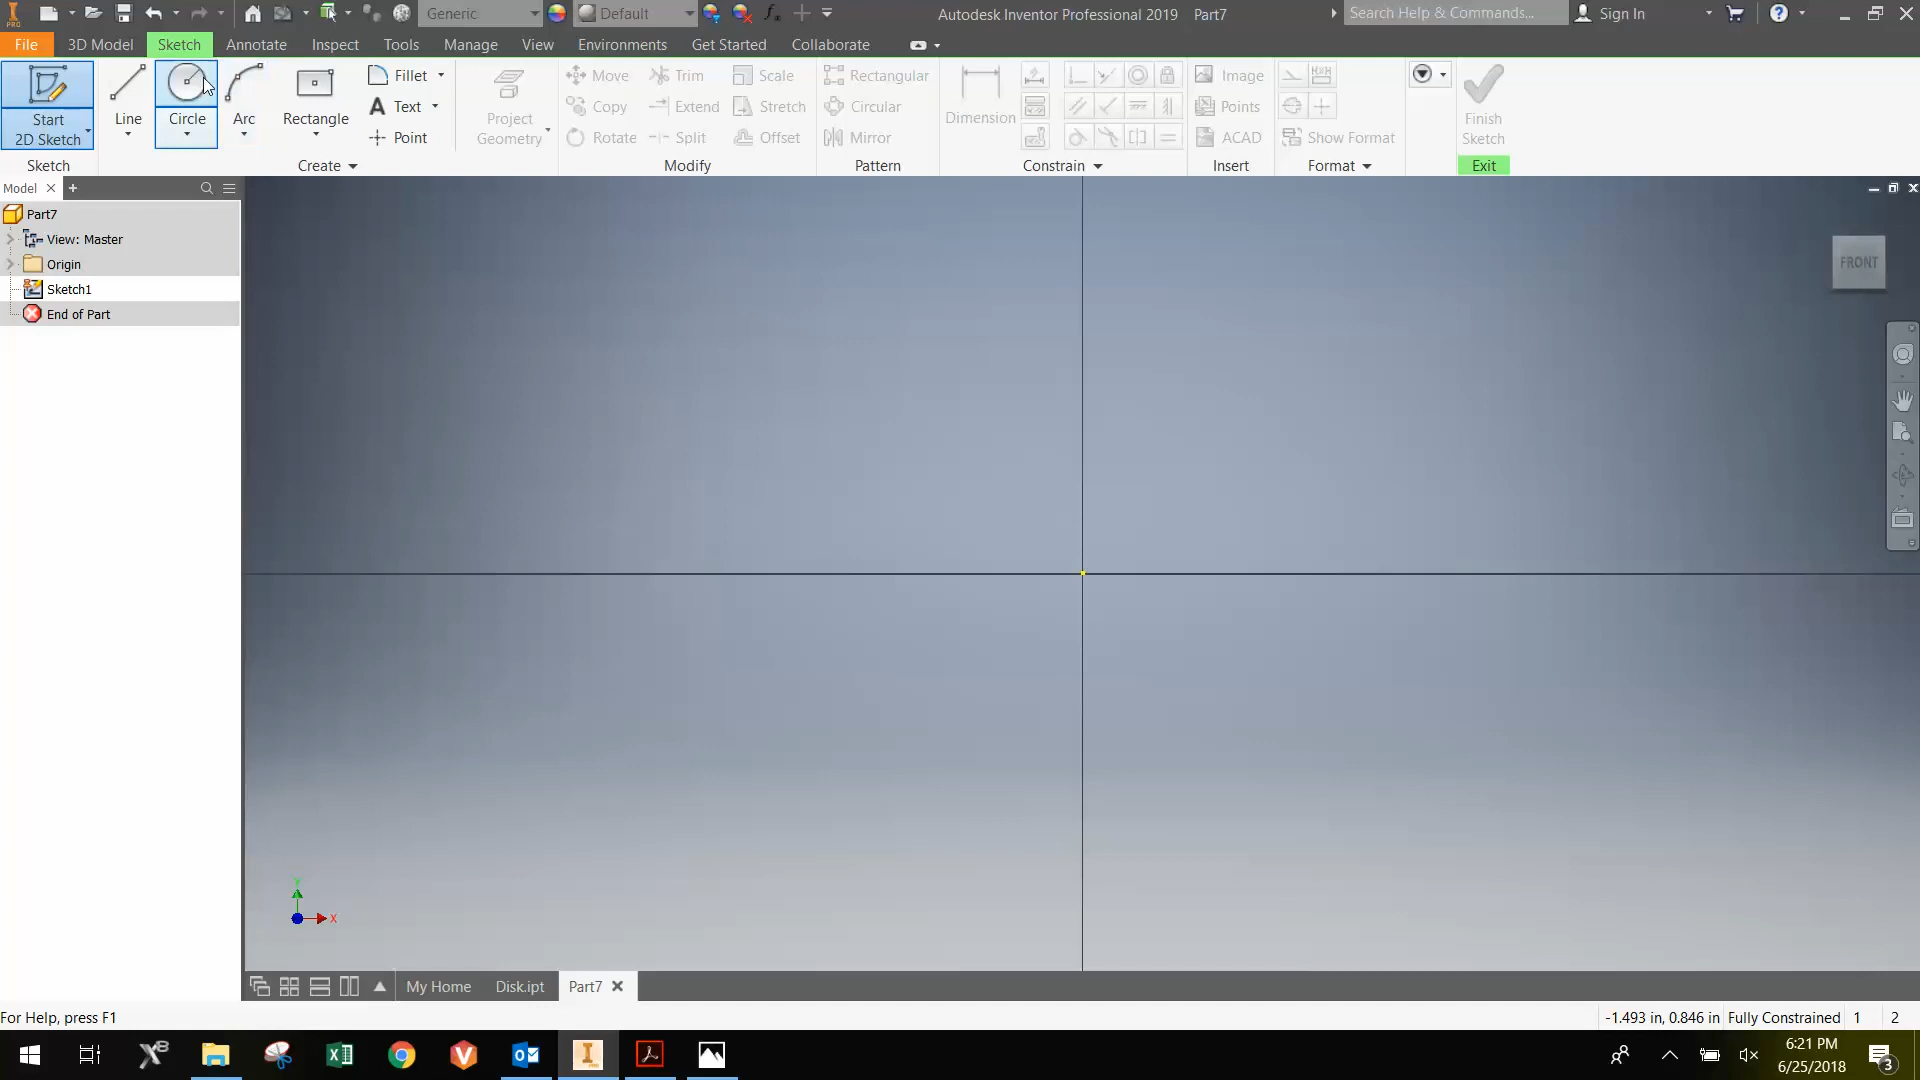 PRO
Generic
Default
Autodesk Inventor Professional 2019 Part7
Search Help & Commands...
Sign In
File 3D Model Sketch Annotate Inspect Tools Manage View Environments Get Started Collaborate
Start
2D Sketch
Line
Circle
Arc
Rectangle
Fillet
Text
Point
Project
Geometry
Move
Copy
Rotate
Trim
Extend
Split
Scale
Stretch
Offset
Rectangular
Circular
Mirror
Dimension
Image
Points
ACAD
Show Format
Finish
Sketch
Sketch Create Modify Pattern Constrain Insert Format Exit
Model
Part7
View: Master
Origin
Sketch1
End of Part
FRONT
Y
X
My Home Disk.ipt Part7
For Help, press F1
-1.493 in, 0.846 in Fully Constrained 1 2
6:21 PM
6/25/2018
3